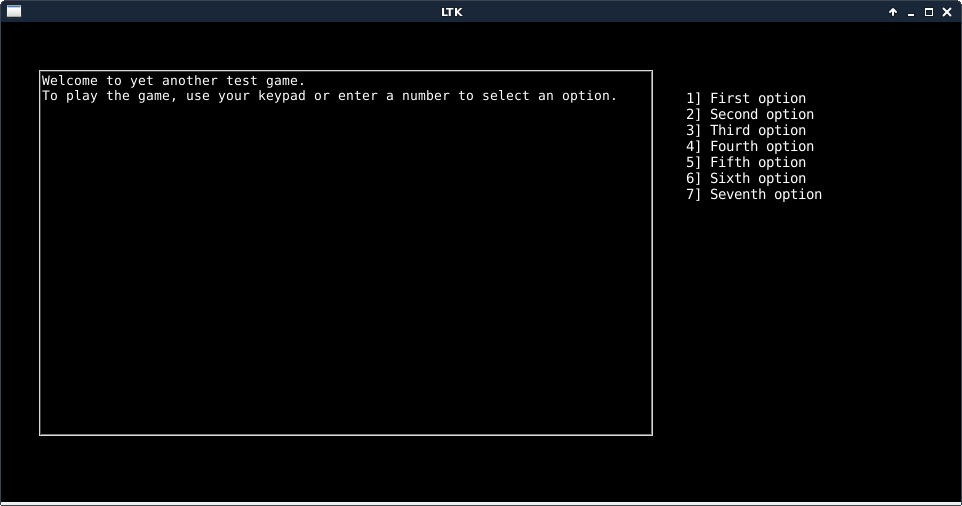 LTK
Welcome to yet another test game.
To play the game, use your keypad or enter a number to select an option.
1] First option
2] Second option
3] Third option
4] Fourth option
5] Fifth option
6] Sixth option
7] Seventh option